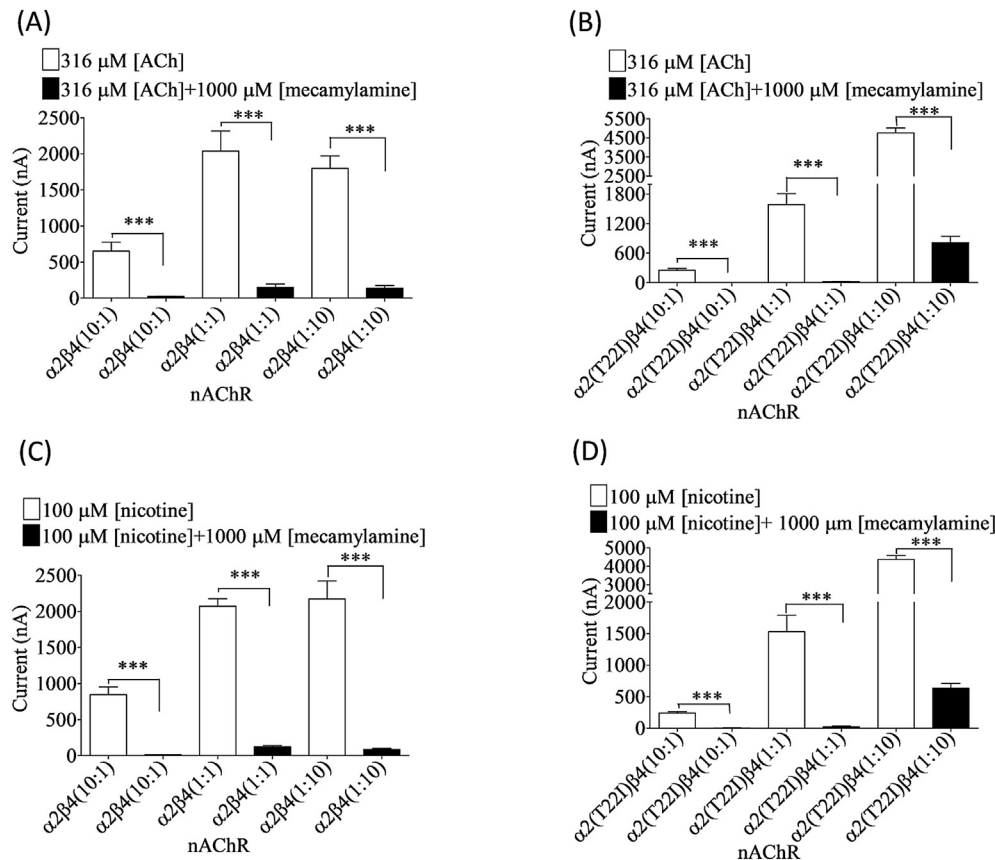 (A)
316 μM [ACh]
316 μM [ACh]+1000 μM [mecamylamine]
Current (nA)
2500
2000
1500
1000
500
0
***
***
***
α2β4(10:1)
α2β4(10:1)
α2β4(1:1)
α2β4(1:1)
α2β4(1:10)
α2β4(1:10)
nAChR
(B)
316 μM [ACh]
316 μM [ACh]+1000 μM [mecamylamine]
Current (nA)
5500
4500
3500
2500
1800
1200
600
0
***
***
***
α2(T22I)β4(10:1)
α2(T22I)β4(10:1)
α2(T22I)β4(1:1)
α2(T22I)β4(1:1)
α2(T22I)β4(1:10)
α2(T22I)β4(1:10)
nAChR
(C)
100 μM [nicotine]
100 μM [nicotine]+1000 μM [mecamylamine]
Current (nA)
2500
2000
1500
1000
500
0
***
***
***
α2β4(10:1)
α2β4(10:1)
α2β4(1:1)
α2β4(1:1)
α2β4(1:10)
α2β4(1:10)
nAChR
(D)
100 μM [nicotine]
100 μM [nicotine]+ 1000 μm [mecamylamine]
Current (nA)
5000
4000
3000
2000
1500
1000
500
0
***
***
***
α2(T22I)β4(10:1)
α2(T22I)β4(10:1)
α2(T22I)β4(1:1)
α2(T22I)β4(1:1)
α2(T22I)β4(1:10)
α2(T22I)β4(1:10)
nAChR